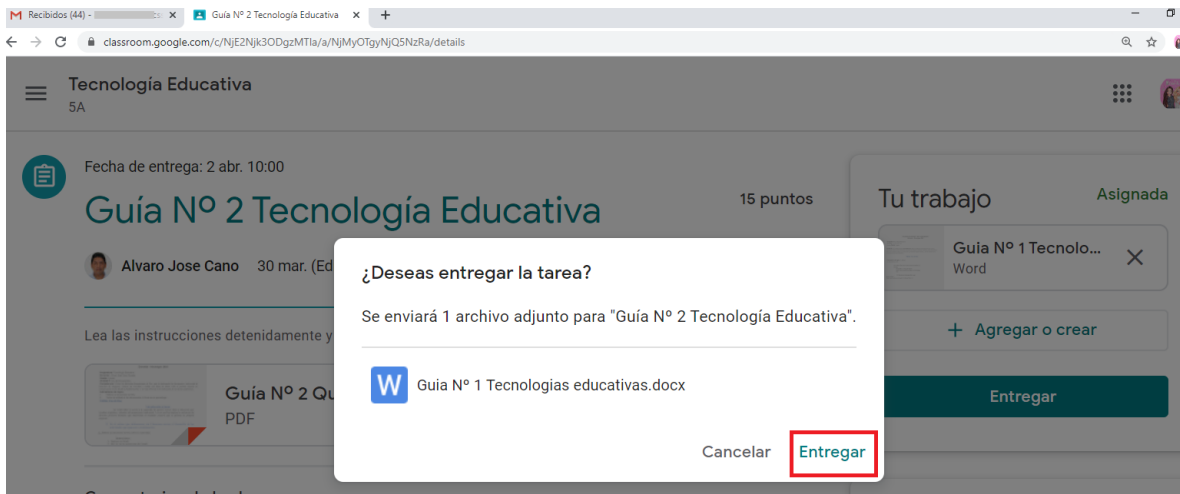 Recibidos (44) -
Guía Nº 2 Tecnología Educativa
classroom.google.com/c/NjE2Njk3ODgzMTla/a/NjMyOTgyNjQ5NzRa/details
Tecnología Educativa
5A
Fecha de entrega: 2 abr. 10:00
Guía Nº 2 Tecnología Educativa
15 puntos
Alvaro Jose Cano 30 mar. (Ed
Lea las instrucciones detenidamente y
Guía Nº 2 Qu
PDF
Tu trabajo
Asignada
Guia Nº 1 Tecnolo...
Word
+ Agregar o crear
Entregar
¿Deseas entregar la tarea?
Se enviará 1 archivo adjunto para "Guía Nº 2 Tecnología Educativa".
W Guia Nº 1 Tecnologias educativas.docx
Cancelar Entregar